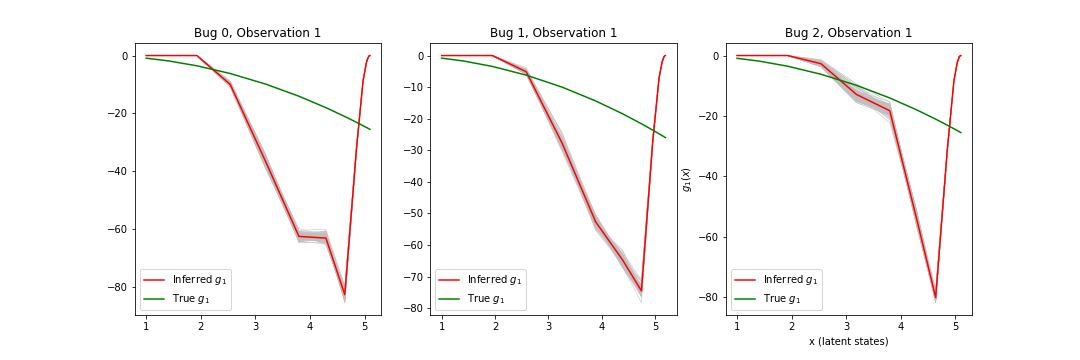 Bug 0, Observation 1
0
−20
−40
−60
−80
1 2 3 4 5
Inferred g₁
True g₁
Bug 1, Observation 1
0
−10
−20
−30
−40
−50
−60
−70
−80
1 2 3 4 5
Inferred g₁
True g₁
Bug 2, Observation 1
g₁(x)
0
−20
−40
−60
−80
1 2 3 4 5
x (latent states)
Inferred g₁
True g₁